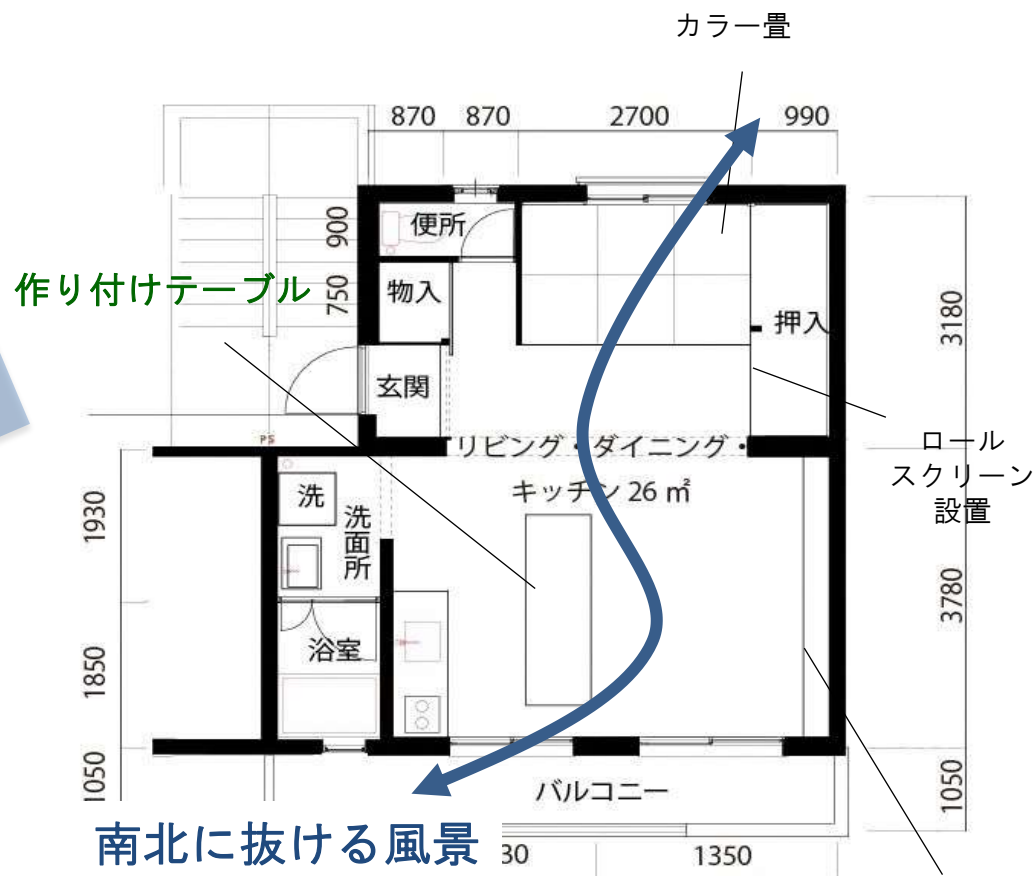 カラー畳
870 870 2700 990
900
便所
作り付けテーブル
750
物入
押入
3180
玄関
PS
リビング・ダイニング・
キッチン 26 ㎡
ロール
スクリーン
設置
1930
洗
洗面所
3780
1850
浴室
1050
バルコニー
1050
南北に抜ける風景
30 1350